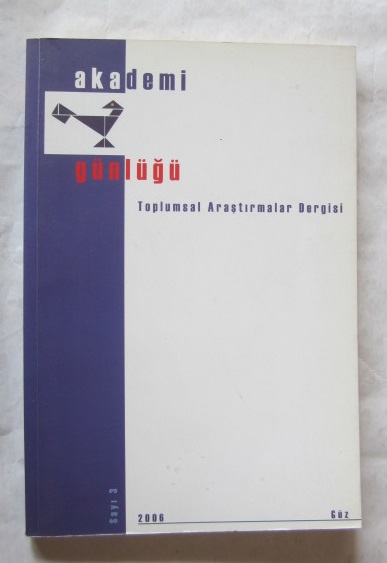 akademi
günlüğü
Toplumsal Araştırmalar Dergisi
Sayı 3
2006
Güz